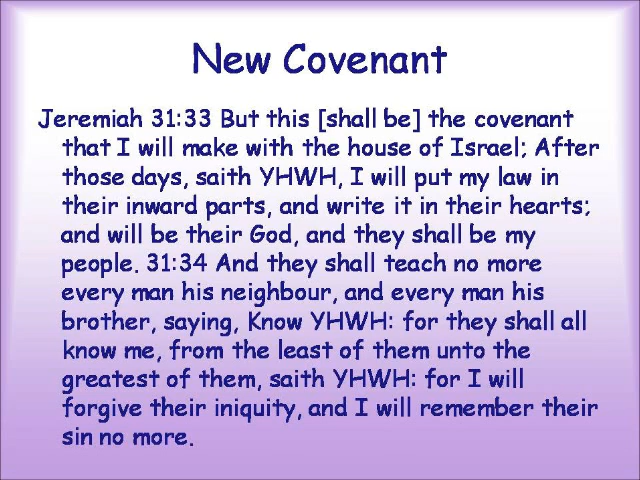 New Covenant
Jeremiah 31:33 But this [shall be] the covenant
that I will make with the house of Israel; After
those days, saith YHWH, I will put my law in
their inward parts, and write it in their hearts;
and will be their God, and they shall be my
people. 31:34 And they shall teach no more
every man his neighbour, and every man his
brother, saying, Know YHWH: for they shall all
know me, from the least of them unto the
greatest of them, saith YHWH: for I will
forgive their iniquity, and I will remember their
sin no more.